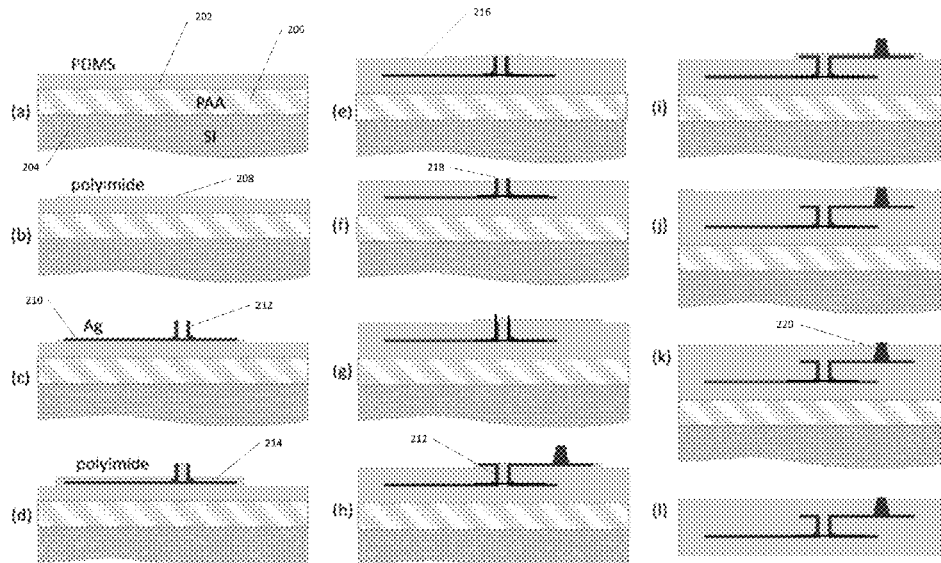 202
206
PDMS
(a)
PAA
Si
204
polyimide
208
(b)
210
Ag
212
(c)
polyimide
214
(d)
216
(e)
218
(f)
(g)
212
(h)
(i)
(j)
220
(k)
(l)